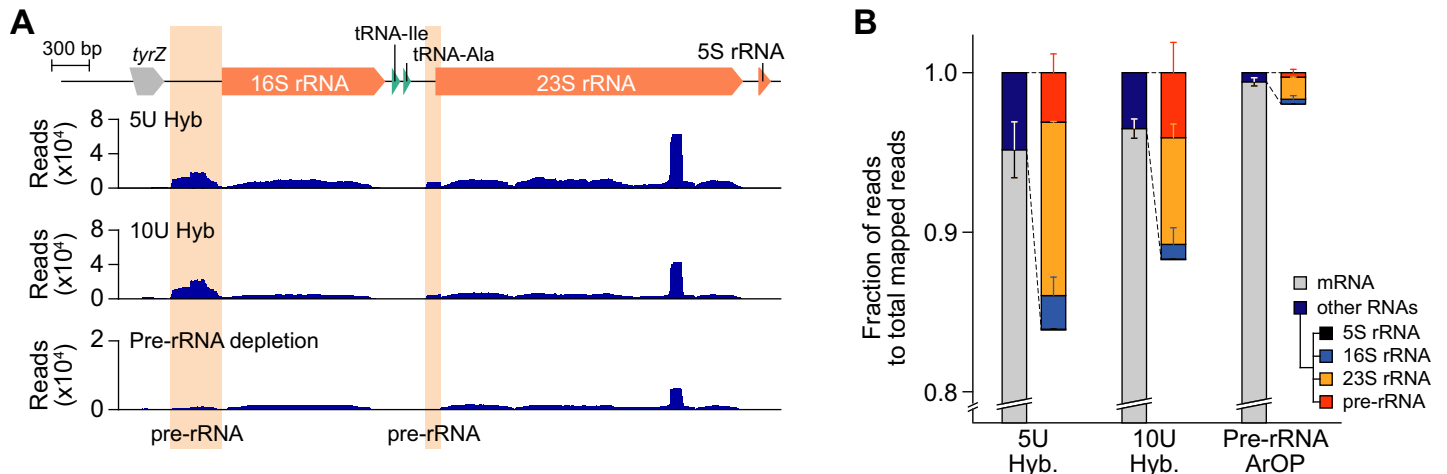 A
300 bp
tyrZ
tRNA-Ile
tRNA-Ala
5S rRNA
16S rRNA
23S rRNA
5U Hyb
Reads
(x10⁴)
8
4
0
10U Hyb
Reads
(x10⁴)
8
4
0
Pre-rRNA depletion
Reads
(x10⁴)
2
0
pre-rRNA
pre-rRNA
B
Fraction of reads
to total mapped reads
1.0
0.9
0.8
mRNA
other RNAs
5S rRNA
16S rRNA
23S rRNA
pre-rRNA
5U
Hyb.
10U
Hyb.
Pre-rRNA
ArOP